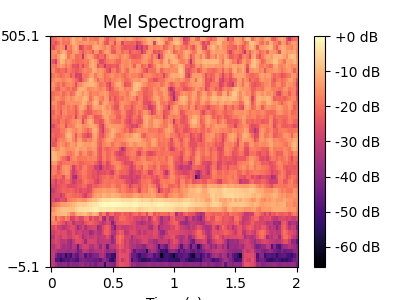 Mel Spectrogram
505.1
−5.1
0
0.5
1
1.5
2
+0 dB
-10 dB
-20 dB
-30 dB
-40 dB
-50 dB
-60 dB